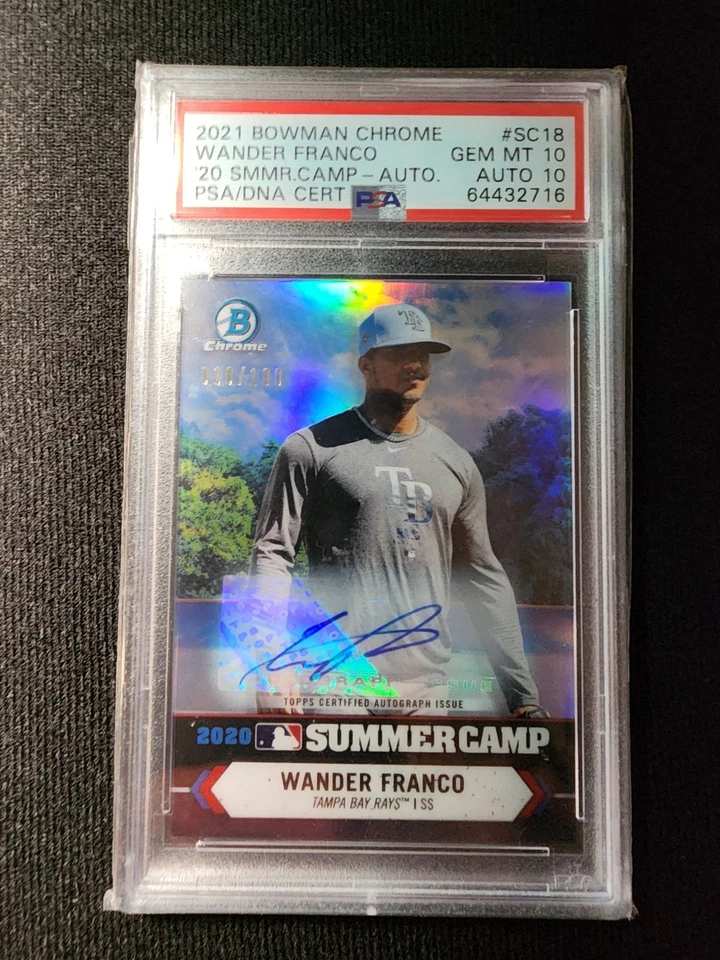 2021 BOWMAN CHROME #SC18
WANDER FRANCO GEM MT 10
'20 SMMR.CAMP-AUTO. AUTO 10
PSA/DNA CERT PSA 64432716
B
Chrome
TB
TB
TOPPS CERTIFIED AUTOGRAPH ISSUE
2020 SUMMER CAMP
WANDER FRANCO
TAMPA BAY RAYS™ | SS